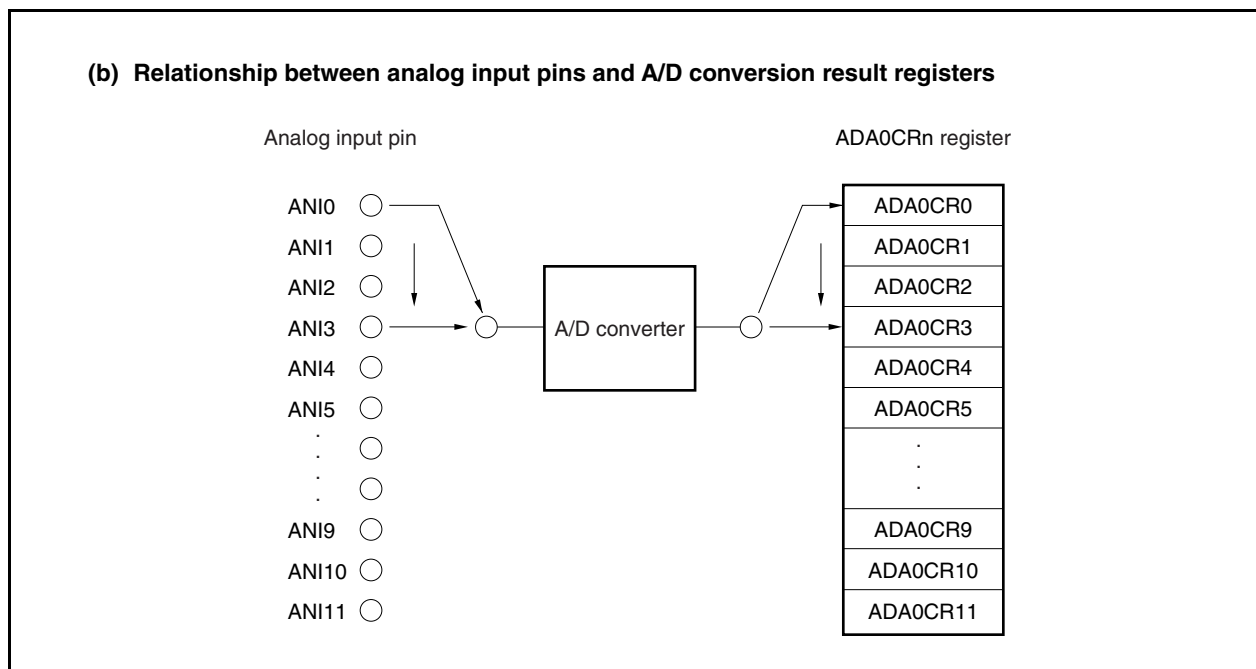 (b) Relationship between analog input pins and A/D conversion result registers
Analog input pin
ADA0CRn register
ANI0
ANI1
ANI2
ANI3
ANI4
ANI5
.
.
.
.
ANI9
ANI10
ANI11
A/D converter
ADA0CR0
ADA0CR1
ADA0CR2
ADA0CR3
ADA0CR4
ADA0CR5
.
.
.
ADA0CR9
ADA0CR10
ADA0CR11